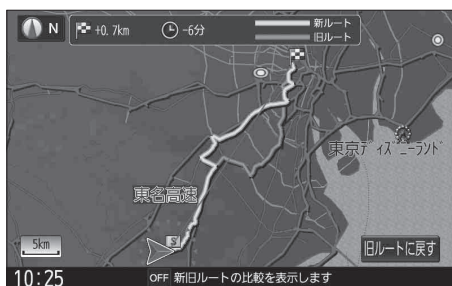 N +0.7km -6分 新ルート
旧ルート
東京ディズニーランド
東名高速
S
5km
旧ルートに戻す
10:25 OFF 新旧ルートの比較を表示します